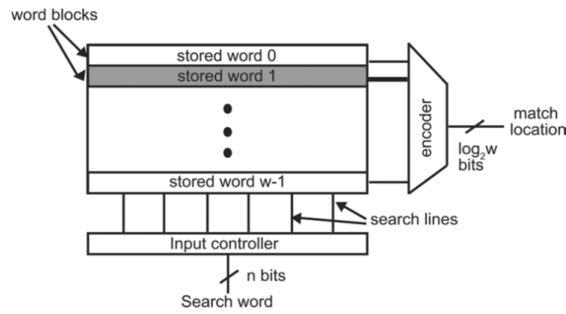 word blocks
stored word 0
stored word 1
stored word w-1
encoder
match
location
log₂w
bits
search lines
Input controller
n bits
Search word